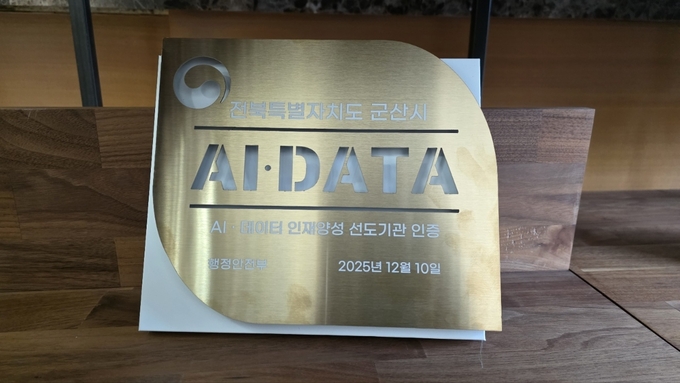 전북특별자치도 군산시
AI·DATA
AI·데이터 인재양성 선도기관 인증
행정안전부
2025년 12월 10일